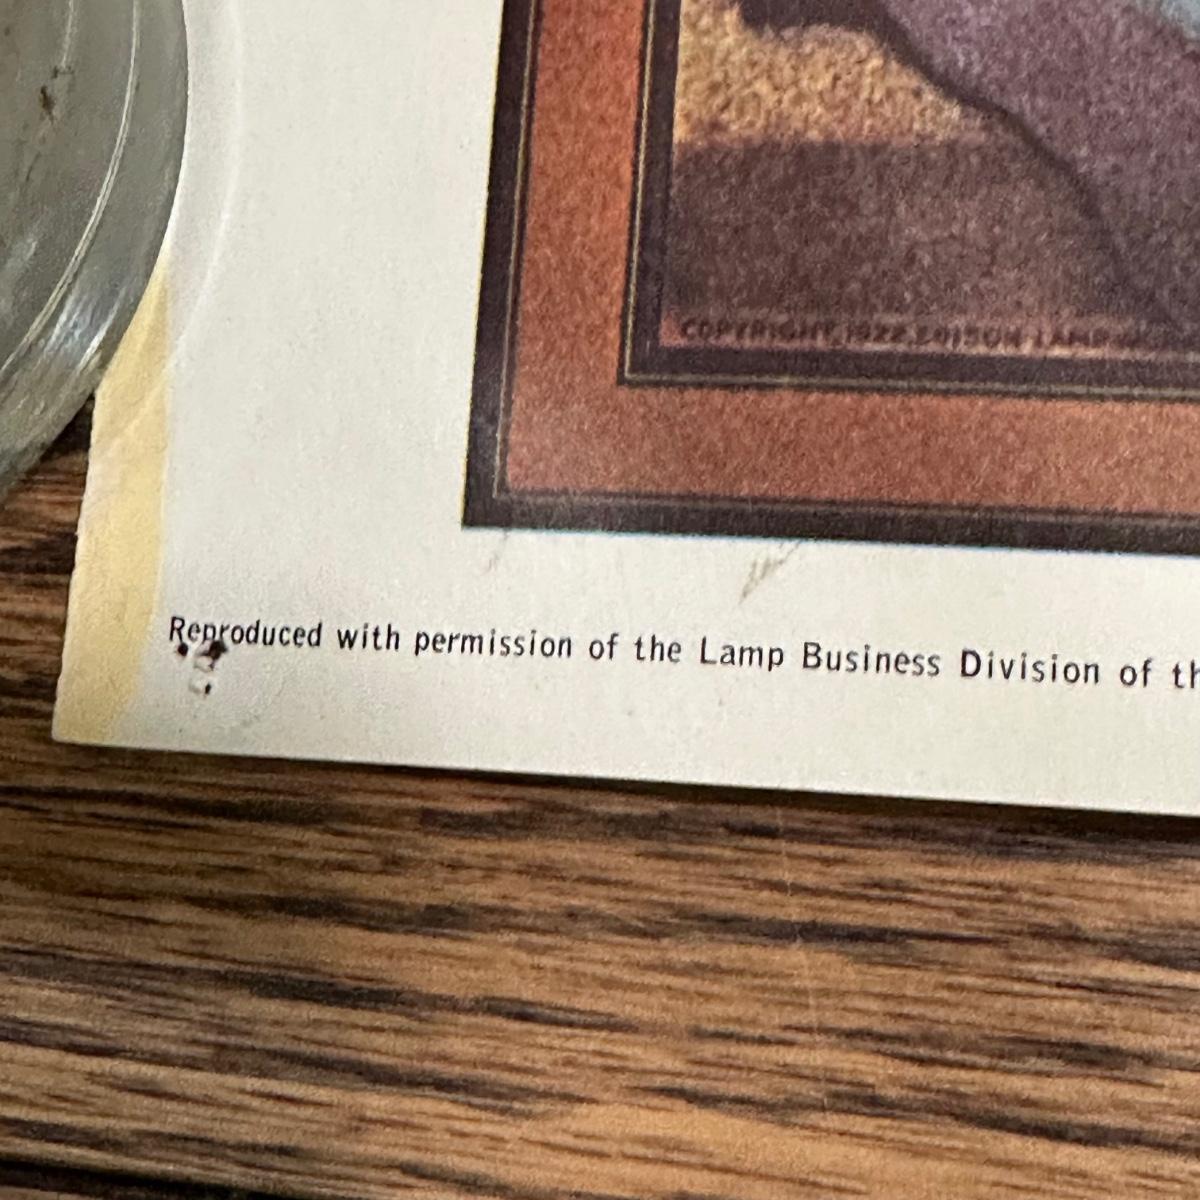 COPYRIGHT, 1922, EDISON LAMP
Reproduced with permission of the Lamp Business Division of th